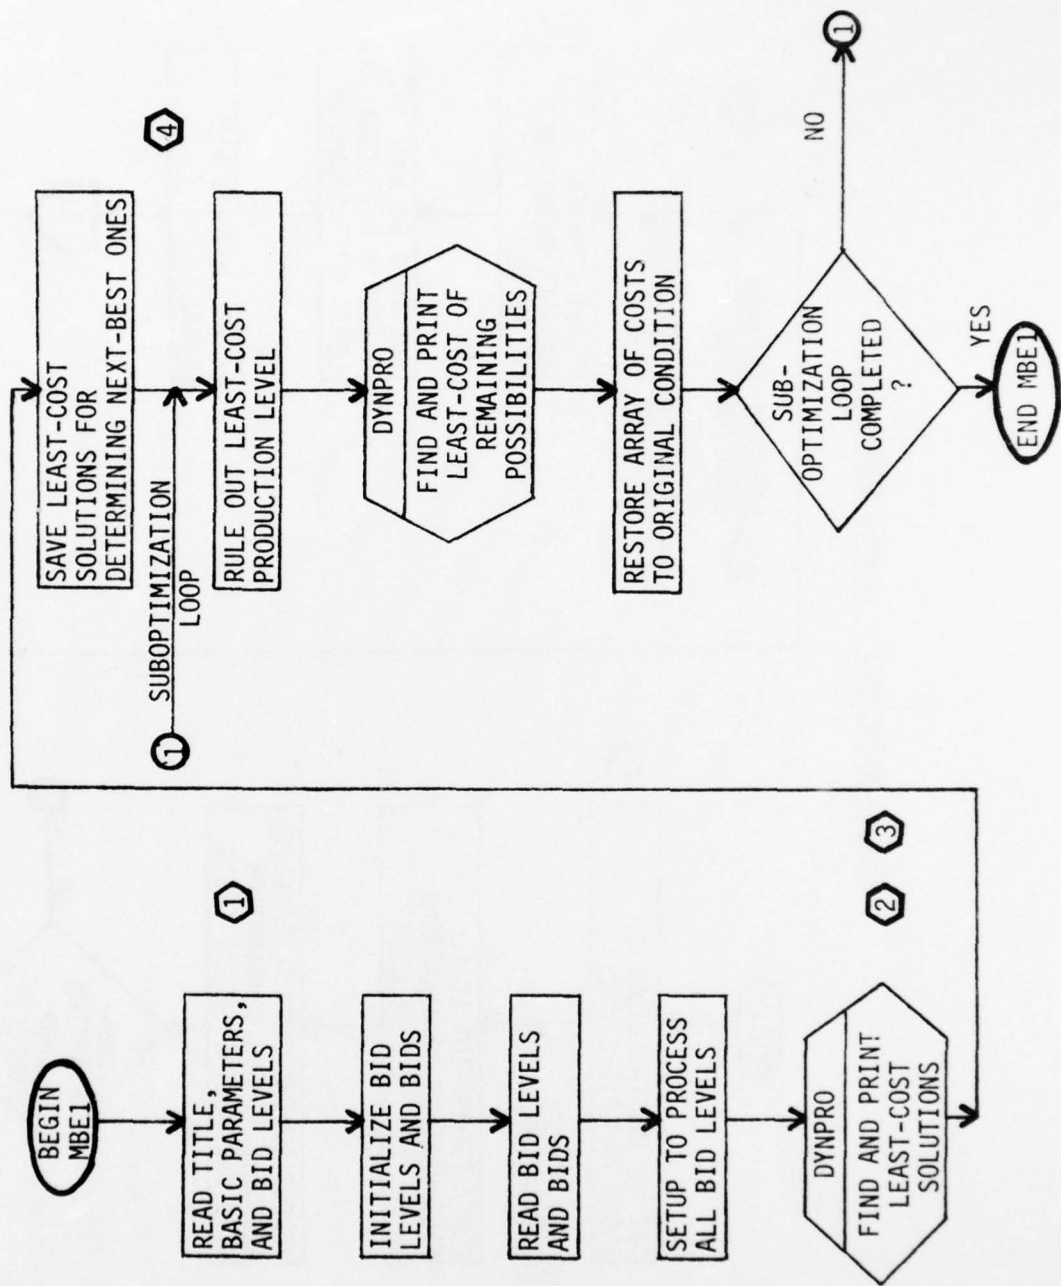 BEGIN
MBE1
READ TITLE,
BASIC PARAMETERS,
AND BID LEVELS
1
INITIALIZE BID
LEVELS AND BIDS
READ BID LEVELS
AND BIDS
SETUP TO PROCESS
ALL BID LEVELS
DYNPRO
FIND AND PRINT
LEAST-COST
SOLUTIONS
2
3
SAVE LEAST-COST
SOLUTIONS FOR
DETERMINING NEXT-BEST ONES
1
SUBOPTIMIZATION
LOOP
4
RULE OUT LEAST-COST
PRODUCTION LEVEL
DYNPRO
FIND AND PRINT
LEAST-COST OF
REMAINING
POSSIBILITIES
RESTORE ARRAY OF COSTS
TO ORIGINAL CONDITION
SUB-
OPTIMIZATION
LOOP
COMPLETED
?
NO
1
YES
END MBE1